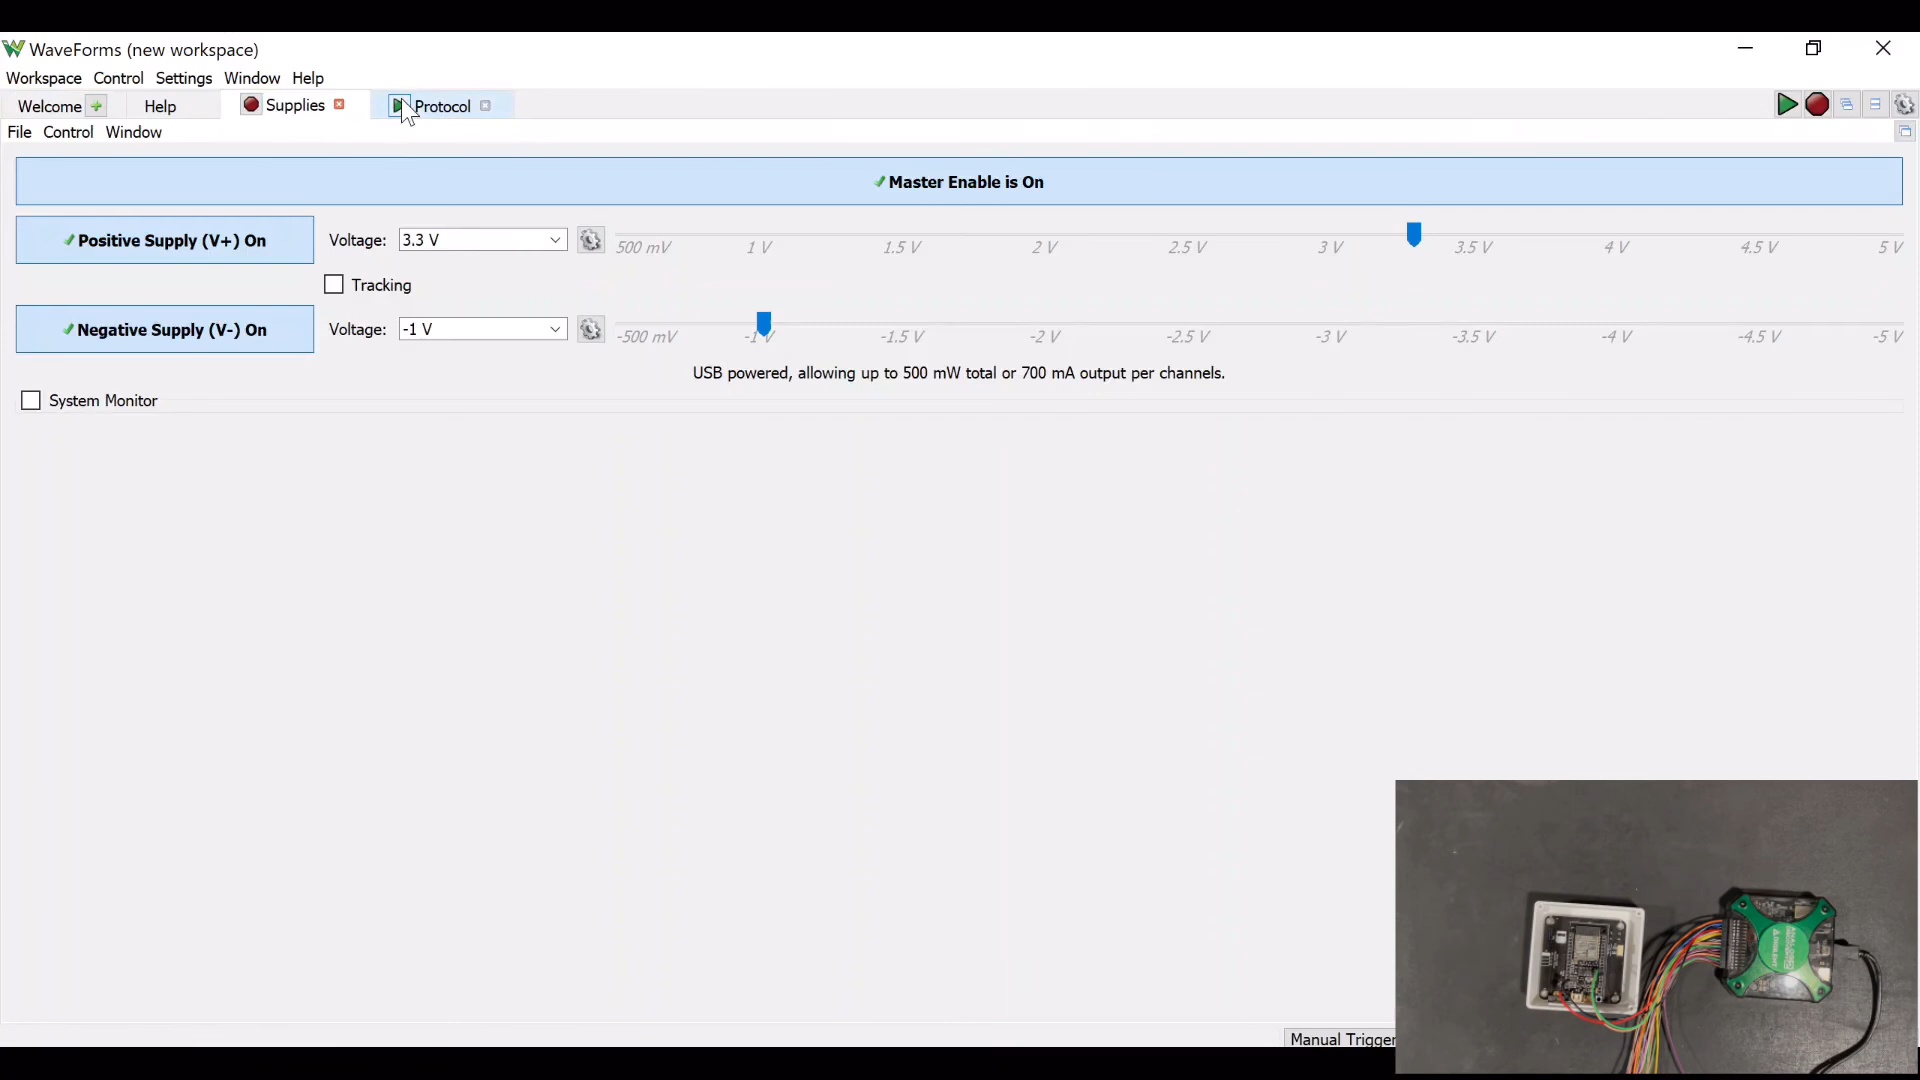 WaveForms (new workspace)
Workspace Control Settings Window Help
Welcome Help Supplies Protocol
File Control Window
Master Enable is On
Positive Supply (V+) On Voltage: 3.3 V 500 mV 1 V 1.5 V 2 V 2.5 V 3 V 3.5 V 4 V 4.5 V 5 V
Tracking
Negative Supply (V-) On Voltage: -1 V -500 mV -1 V -1.5 V -2 V -2.5 V -3 V -3.5 V -4 V -4.5 V -5 V
USB powered, allowing up to 500 mW total or 700 mA output per channels.
System Monitor
Manual Trigger